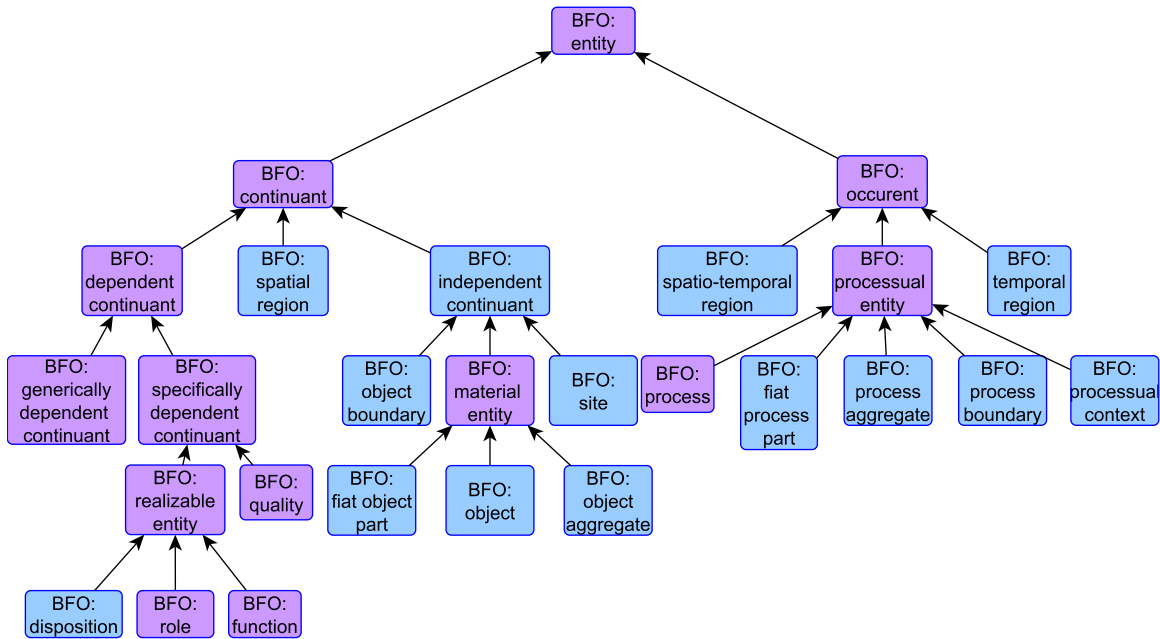 BFO:
entity
BFO:
continuant
BFO:
occurent
BFO:
dependent
continuant
BFO:
spatial
region
BFO:
independent
continuant
BFO:
spatio-temporal
region
BFO:
processual
entity
BFO:
temporal
region
BFO:
generically
dependent
continuant
BFO:
specifically
dependent
continuant
BFO:
object
boundary
BFO:
material
entity
BFO:
site
BFO:
process
BFO:
fiat
process
part
BFO:
process
aggregate
BFO:
process
boundary
BFO:
processual
context
BFO:
realizable
entity
BFO:
quality
BFO:
fiat object
part
BFO:
object
BFO:
object
aggregate
BFO:
disposition
BFO:
role
BFO:
function